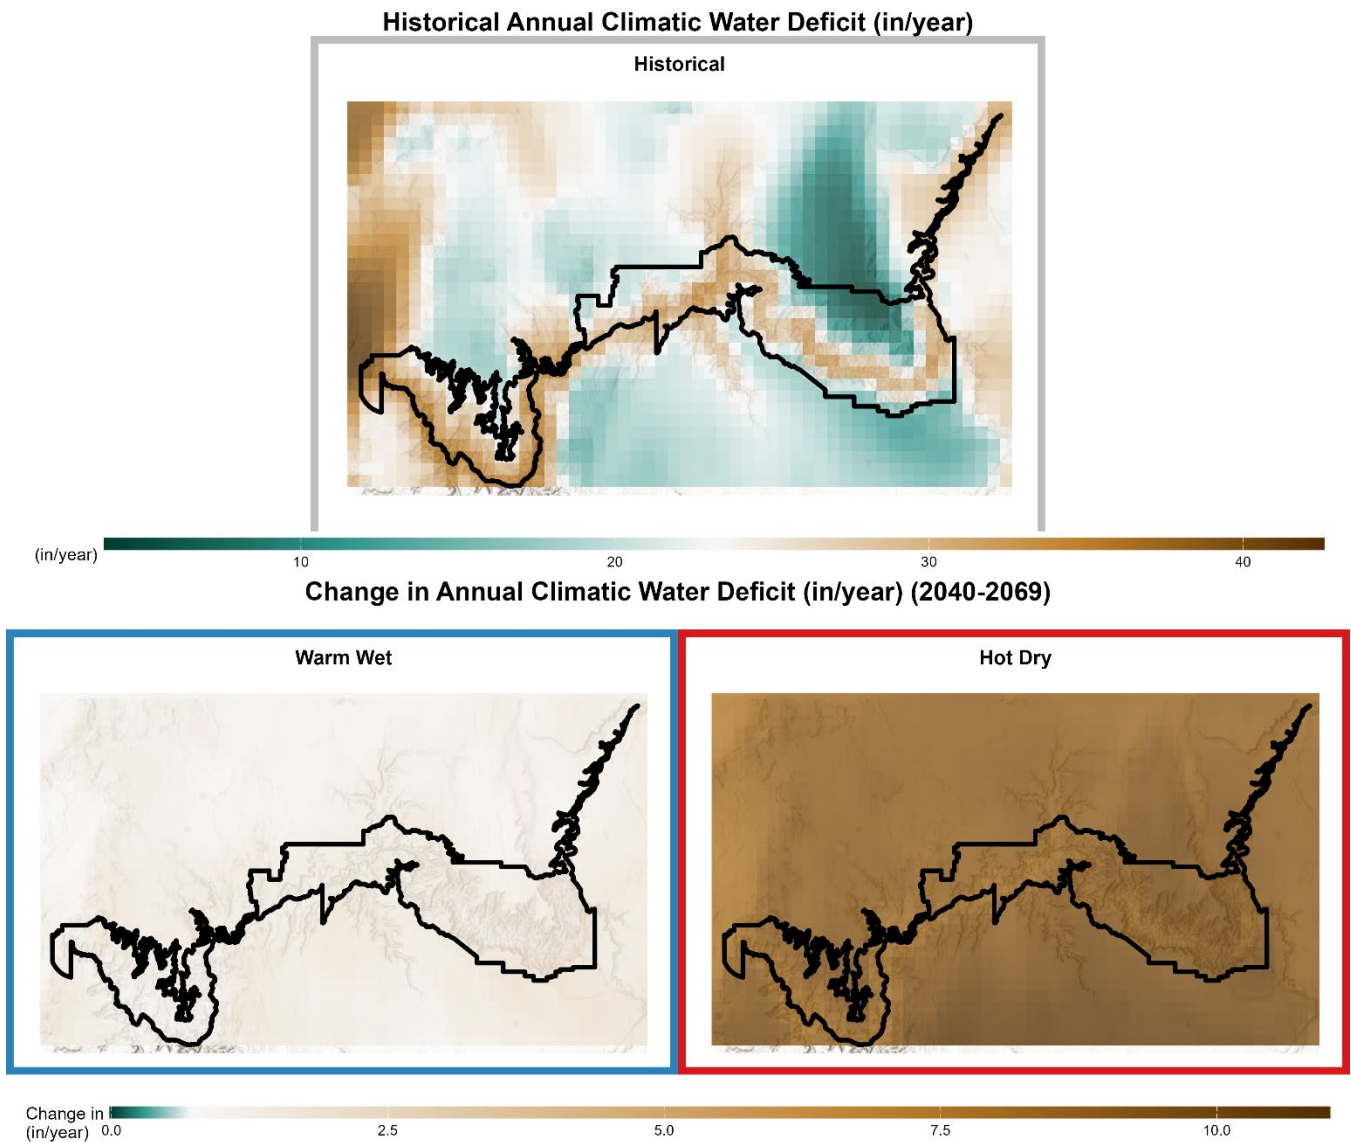 Historical Annual Climatic Water Deficit (in/year)
Historical
(in/year)
10 20 30 40
Change in Annual Climatic Water Deficit (in/year) (2040-2069)
Warm Wet
Hot Dry
Change in
(in/year) 0.0 2.5 5.0 7.5 10.0